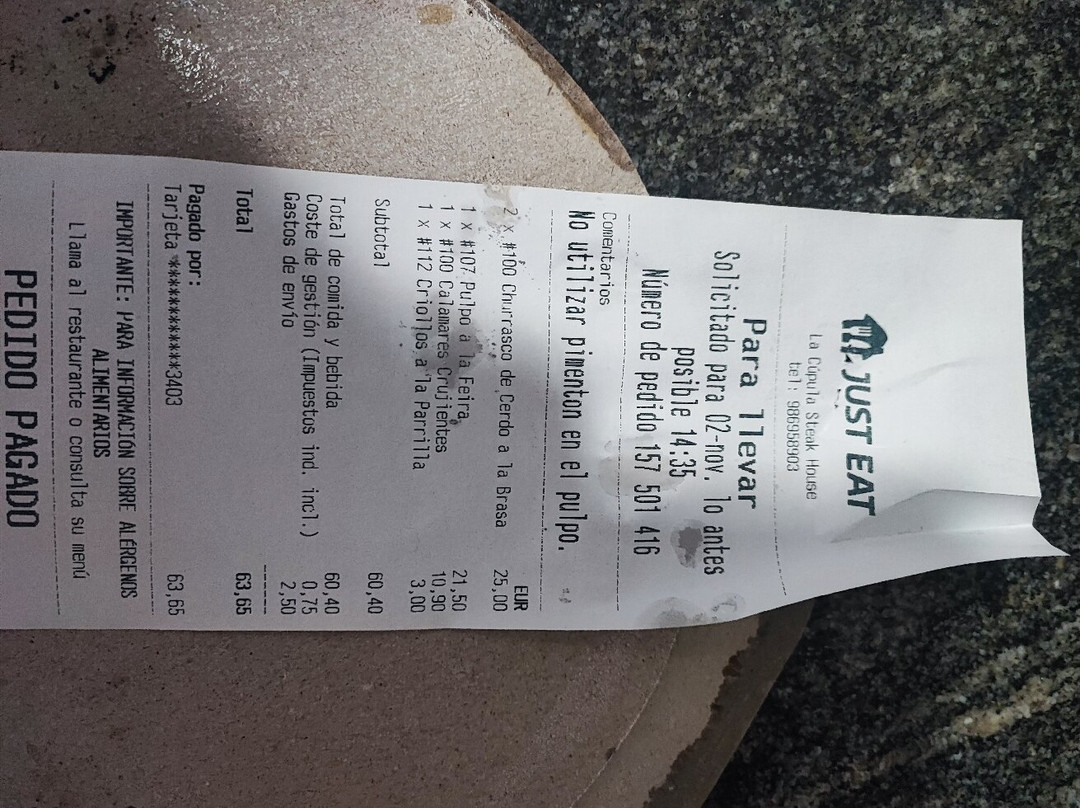 JUST EAT
La Cúpula Steak House
tel: 986958903
Para llevar
Solicitado para 02-nov. lo antes
posible 14:35
Número de pedido 157 501 416
Comentarios
No utilizar pimenton en el pulpo.
EUR
2 x #100 Churrasco de Cerdo a la Brasa 25,00
1 x #107 Pulpo a la Feira 21,50
1 x #100 Calamares Crujientes 10,90
1 x #112 Criollos a la Parrilla 3,00
Subtotal 60,40
Total de comida y bebida 60,40
Coste de gestión (Impuestos ind. incl.) 0,75
Gastos de envío 2,50
Total 63,65
Pagado por:
Tarjeta ************3403 63,65
IMPORTANTE: PARA INFORMACIÓN SOBRE ALÉRGENOS
ALIMENTARIOS
Llama al restaurante o consulta su menú
PEDIDO PAGADO